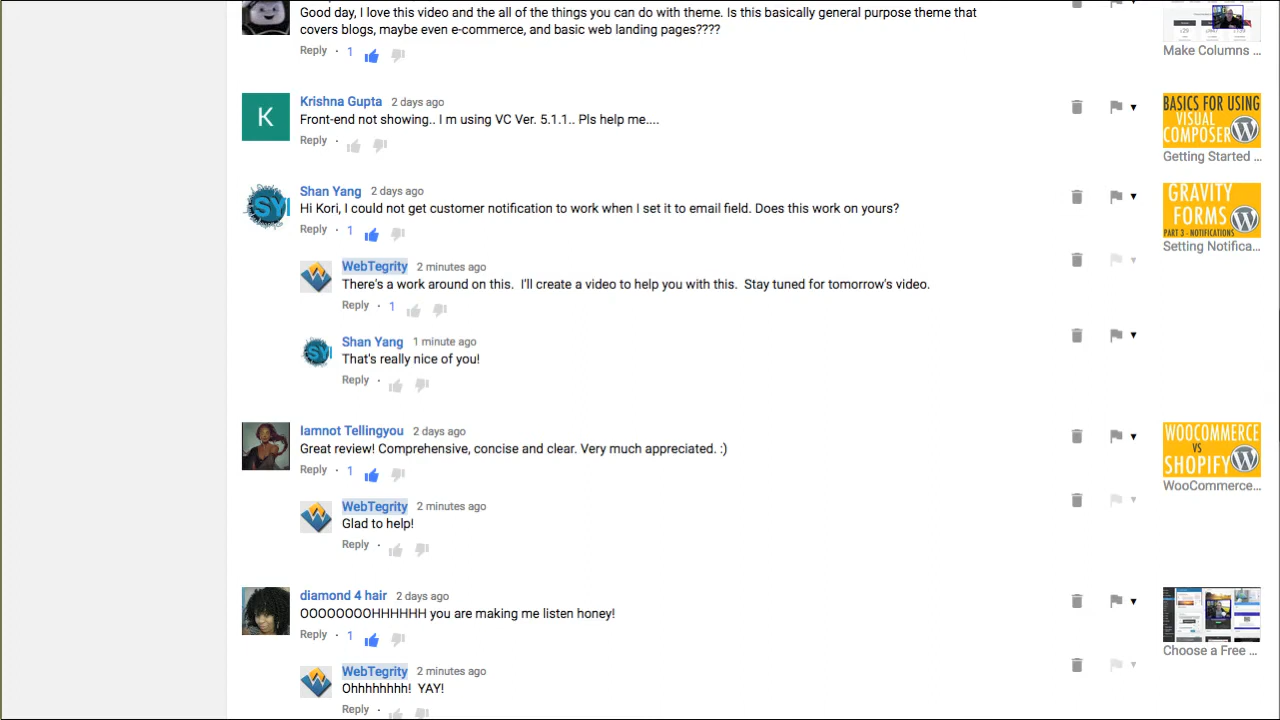 Good day, I love this video and the all of the things you can do with theme. Is this basically general purpose theme that
covers blogs, maybe even e-commerce, and basic web landing pages????
Reply · 1
Make Columns ...
K
Krishna Gupta 2 days ago
Front-end not showing.. I m using VC Ver. 5.1.1.. Pls help me....
Reply ·
BASICS FOR USING
VISUAL
COMPOSER
Getting Started ...
SY
Shan Yang 2 days ago
Hi Kori, I could not get customer notification to work when I set it to email field. Does this work on yours?
Reply · 1
GRAVITY
FORMS
PART 3 - NOTIFICATIONS
Setting Notifica...
WebTegrity 2 minutes ago
There's a work around on this.  I'll create a video to help you with this.  Stay tuned for tomorrow's video.
Reply · 1
SY
Shan Yang 1 minute ago
That's really nice of you!
Reply ·
Iamnot Tellingyou 2 days ago
Great review! Comprehensive, concise and clear. Very much appreciated. :)
Reply · 1
WOOCOMMERCE
VS
SHOPIFY
WooCommerce...
WebTegrity 2 minutes ago
Glad to help!
Reply ·
diamond 4 hair 2 days ago
OOOOOOOOHHHHHH you are making me listen honey!
Reply · 1
Choose a Free ...
WebTegrity 2 minutes ago
Ohhhhhhhh!  YAY!
Reply ·